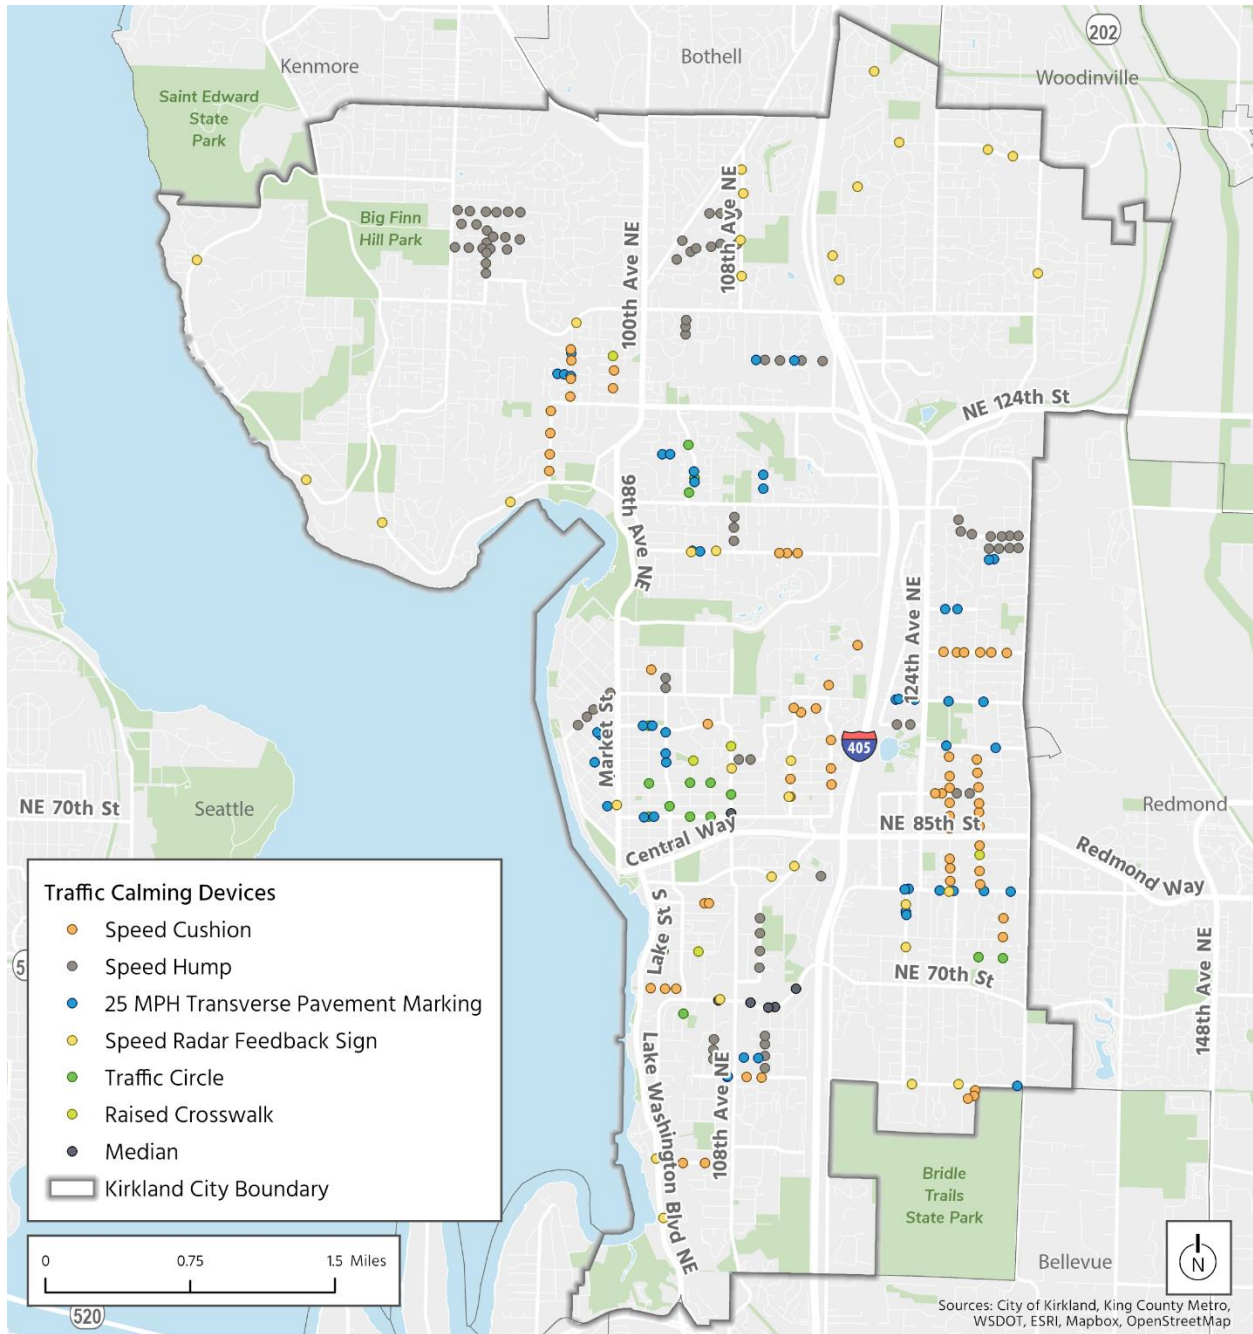 202
Bothell
Kenmore
Woodinville
Saint Edward
State
Park
Big Finn
Hill Park
108th Ave NE
100th Ave NE
NE 124th St
98th Ave NE
124th Ave NE
Market St
405
NE 70th St
Seattle
Redmond
NE 85th St
Central Way
Redmond Way
S
Lake St
NE 70th St
148th Ave NE
Lake Washington Blvd NE
108th Ave NE
Traffic Calming Devices
Speed Cushion
Speed Hump
25 MPH Transverse Pavement Marking
Speed Radar Feedback Sign
Traffic Circle
Raised Crosswalk
Median
Kirkland City Boundary
5
Bridle
Trails
State Park
Bellevue
N
0 0.75 1.5 Miles
520
Sources: City of Kirkland, King County Metro,
WSDOT, ESRI, Mapbox, OpenStreetMap